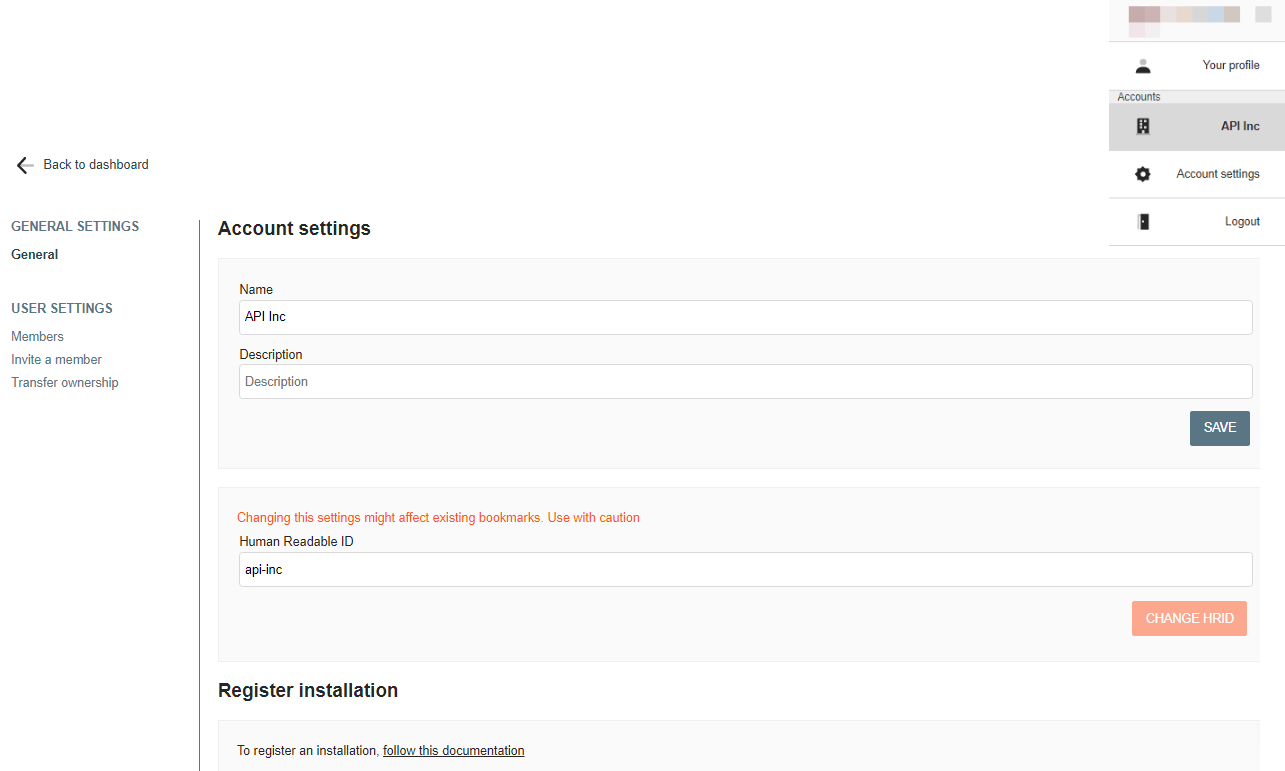 Your profile
Accounts
API Inc
Account settings
Logout
Back to dashboard
GENERAL SETTINGS
General
USER SETTINGS
Members
Invite a member
Transfer ownership
Account settings
Name
API Inc
Description
Description
SAVE
Changing this settings might affect existing bookmarks. Use with caution
Human Readable ID
api-inc
CHANGE HRID
Register installation
To register an installation, follow this documentation